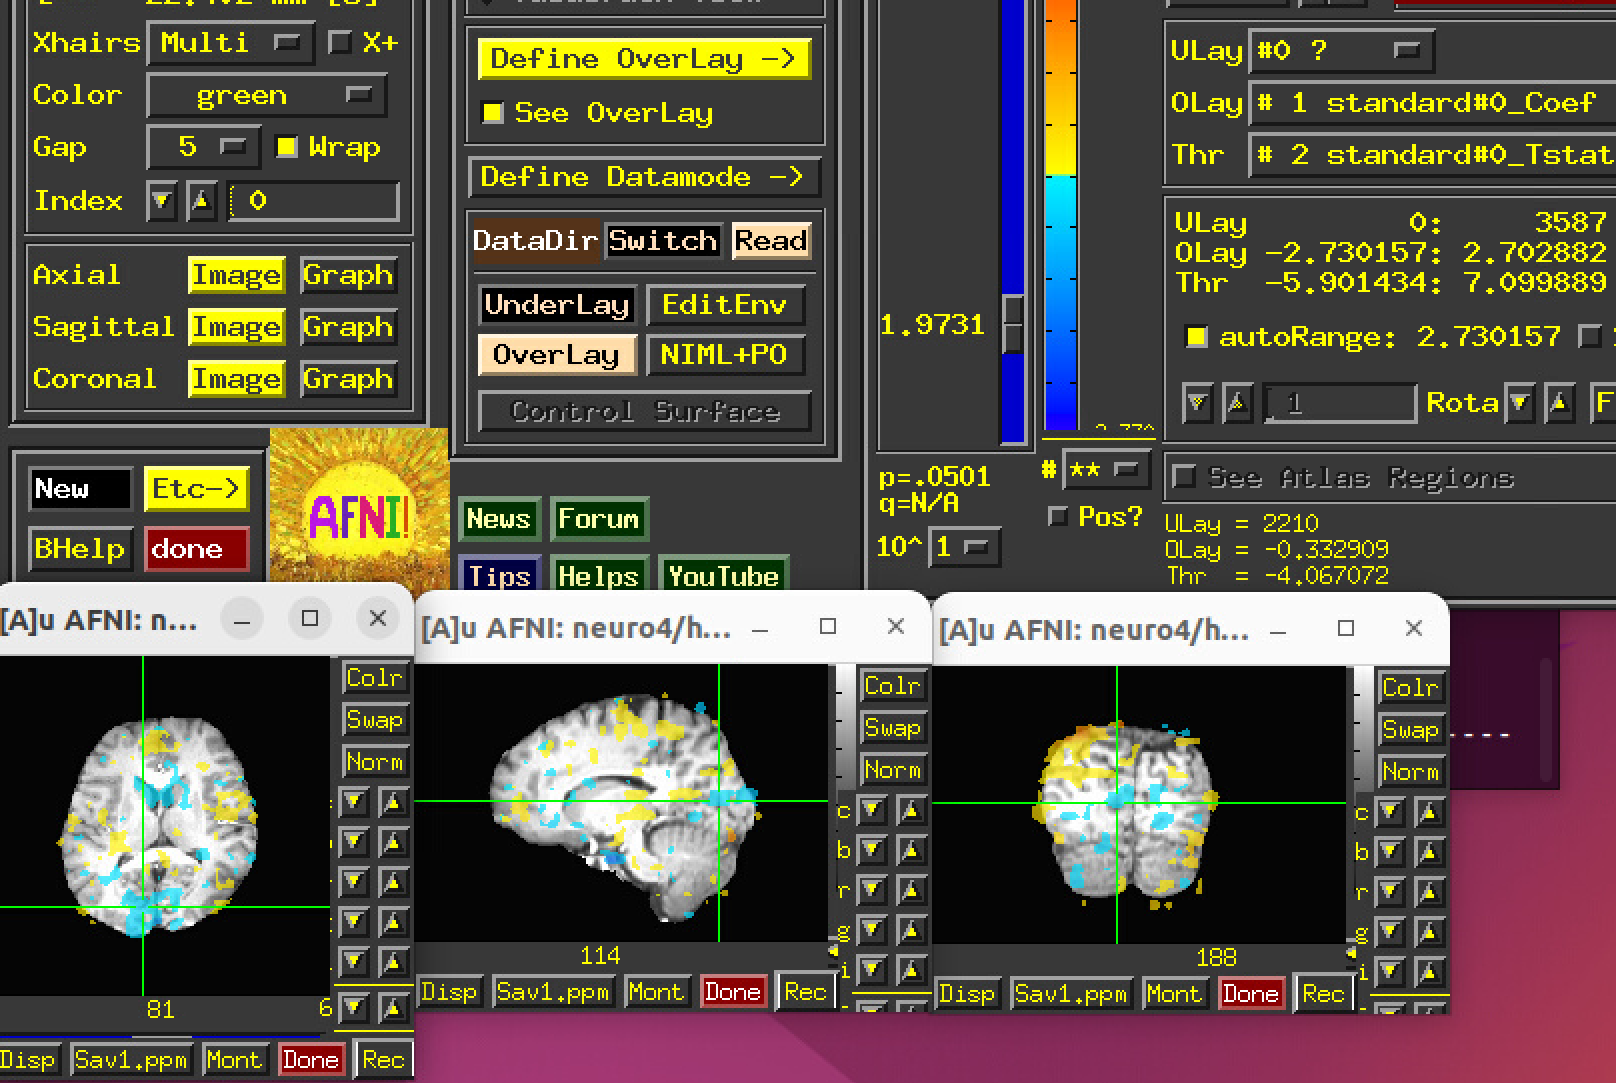 Xhairs Multi X+
Color green
Gap 5 Wrap
Index 0
Axial Image Graph
Sagittal Image Graph
Coronal Image Graph
New Etc->
BHelp done
AFNI!
Define OverLay ->
See OverLay
Define Datamode ->
DataDir Switch Read
UnderLay EditEnv
OverLay NIML+PO
Control Surface
News Forum
Tips Helps YouTube
1.9731
p=.0501
q=N/A
10^ 1
# **
Pos?
ULay #0 ?
OLay # 1 standard#0_Coef
Thr # 2 standard#0_Tstat
ULay 0: 3587
OLay -2.730157: 2.702882
Thr -5.901434: 7.099889
autoRange: 2.730157
1 Rota F
See Atlas Regions
ULay = 2210
OLay = -0.332909
Thr = -4.067072
[A]u AFNI: n...
Colr
Swap
Norm
81 6
Disp Sav1.ppm Mont Done Rec
[A]u AFNI: neuro4/h...
Colr
Swap
Norm
c
b
r
g
i
114
Disp Sav1.ppm Mont Done Rec
[A]u AFNI: neuro4/h...
Colr
Swap
Norm
c
b
r
g
i
188
Disp Sav1.ppm Mont Done Rec
----